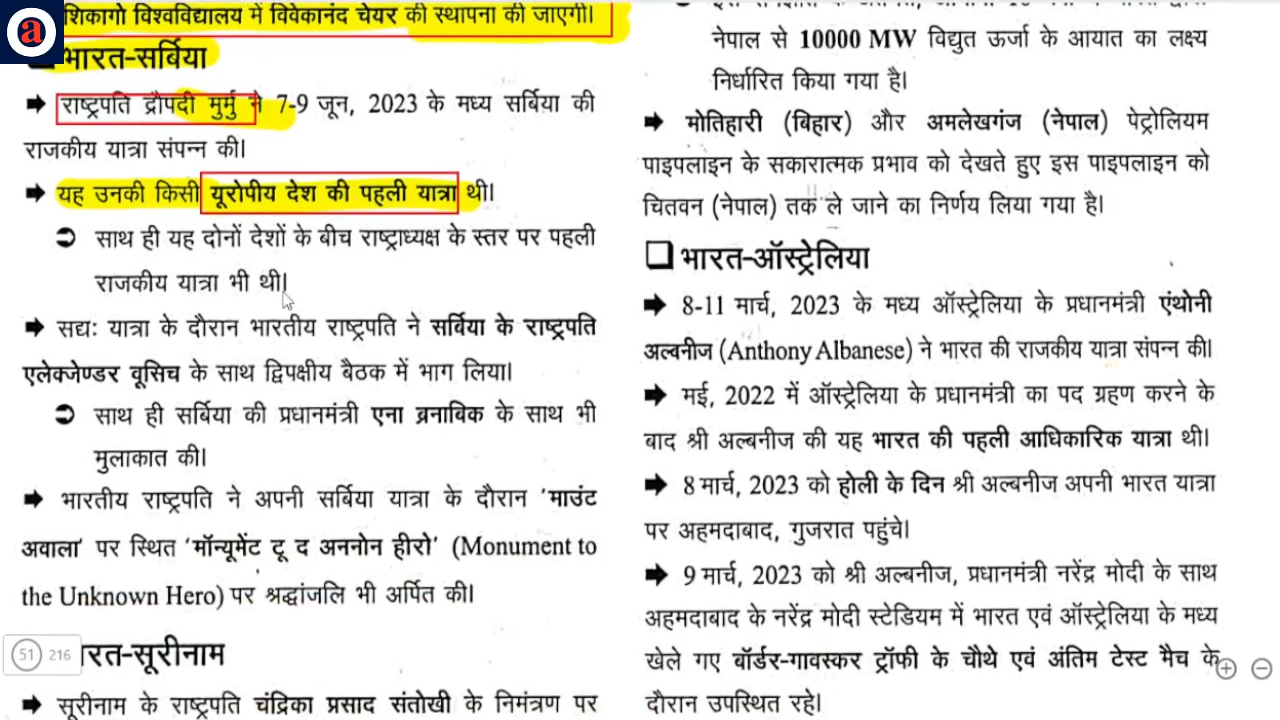 a
शिकागो विश्वविद्यालय में विवेकानंद चेयर की स्थापना की जाएगी।
भारत-सर्बिया
राष्ट्रपति द्रौपदी मुर्मु ने 7-9 जून, 2023 के मध्य सर्बिया की
राजकीय यात्रा संपन्न की।
यह उनकी किसी यूरोपीय देश की पहली यात्रा थी।
साथ ही यह दोनों देशों के बीच राष्ट्राध्यक्ष के स्तर पर पहली
राजकीय यात्रा भी थी।
सद्यः यात्रा के दौरान भारतीय राष्ट्रपति ने सर्बिया के राष्ट्रपति
एलेक्जेण्डर वूसिच के साथ द्विपक्षीय बैठक में भाग लिया।
साथ ही सर्बिया की प्रधानमंत्री एना ब्रनाबिक के साथ भी
मुलाकात की।
भारतीय राष्ट्रपति ने अपनी सर्बिया यात्रा के दौरान 'माउंट
अवाला' पर स्थित 'मॉन्यूमेंट टू द अननोन हीरो' (Monument to
the Unknown Hero) पर श्रद्धांजलि भी अर्पित की।
51 216
रत-सूरीनाम
सूरीनाम के राष्ट्रपति चंद्रिका प्रसाद संतोखी के निमंत्रण पर
नेपाल से 10000 MW विद्युत ऊर्जा के आयात का लक्ष्य
निर्धारित किया गया है।
मोतिहारी (बिहार) और अमलेखगंज (नेपाल) पेट्रोलियम
पाइपलाइन के सकारात्मक प्रभाव को देखते हुए इस पाइपलाइन को
चितवन (नेपाल) तक ले जाने का निर्णय लिया गया है।
भारत-ऑस्ट्रेलिया
8-11 मार्च, 2023 के मध्य ऑस्ट्रेलिया के प्रधानमंत्री एंथोनी
अल्बनीज (Anthony Albanese) ने भारत की राजकीय यात्रा संपन्न की।
मई, 2022 में ऑस्ट्रेलिया के प्रधानमंत्री का पद ग्रहण करने के
बाद श्री अल्बनीज की यह भारत की पहली आधिकारिक यात्रा थी।
8 मार्च, 2023 को होली के दिन श्री अल्बनीज अपनी भारत यात्रा
पर अहमदाबाद, गुजरात पहुंचे।
9 मार्च, 2023 को श्री अल्बनीज, प्रधानमंत्री नरेंद्र मोदी के साथ
अहमदाबाद के नरेंद्र मोदी स्टेडियम में भारत एवं ऑस्ट्रेलिया के मध्य
खेले गए बॉर्डर-गावस्कर ट्रॉफी के चौथे एवं अंतिम टेस्ट मैच के
दौरान उपस्थित रहे।